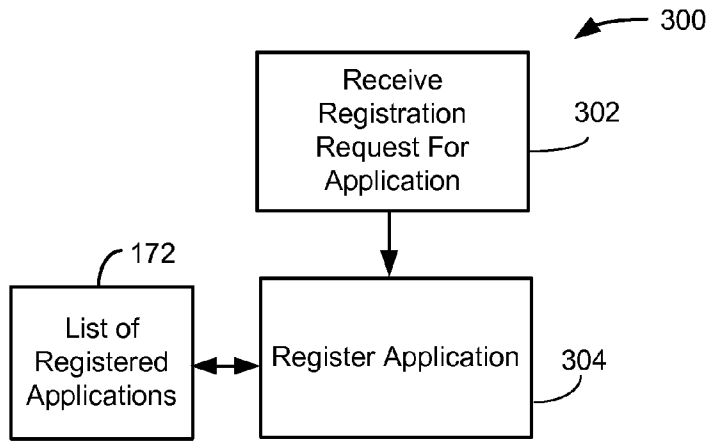 300
Receive
Registration
Request For
Application
302
172
List of
Registered
Applications
Register Application
304